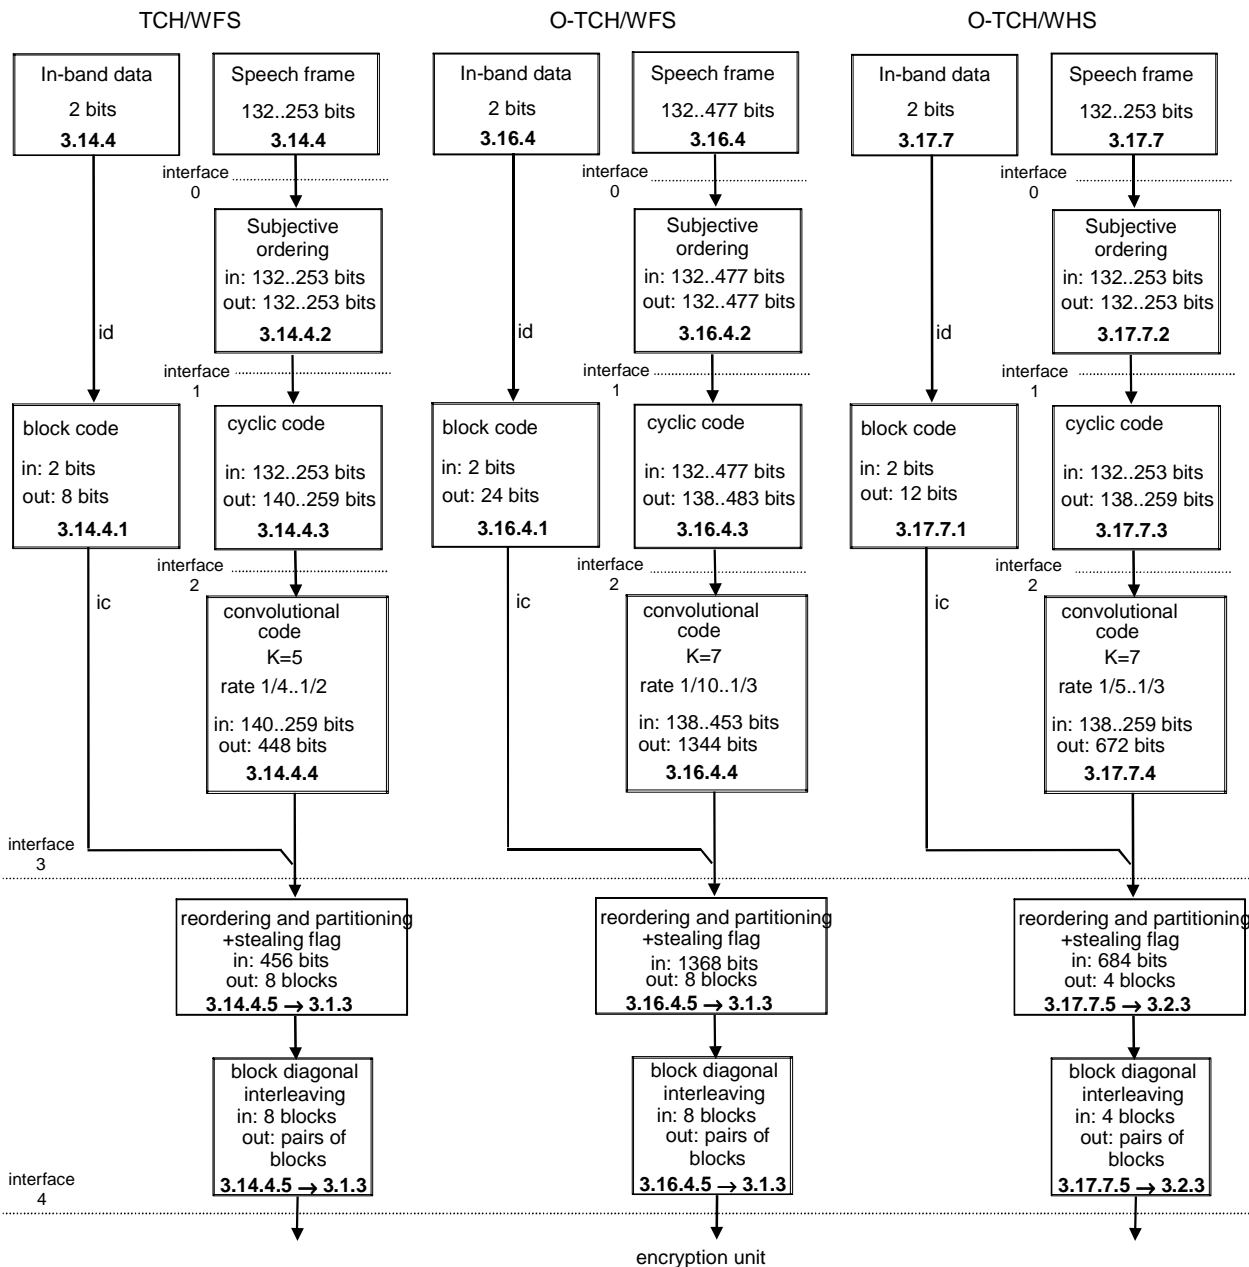 TCH/WFS
O-TCH/WFS
O-TCH/WHS
In-band data
2 bits
3.14.4
Speech frame
132..253 bits
3.14.4
In-band data
2 bits
3.16.4
Speech frame
132..477 bits
3.16.4
In-band data
2 bits
3.17.7
Speech frame
132..253 bits
3.17.7
interface
0
interface
0
interface
0
Subjective
ordering
in: 132..253 bits
out: 132..253 bits
3.14.4.2
Subjective
ordering
in: 132..477 bits
out: 132..477 bits
3.16.4.2
Subjective
ordering
in: 132..253 bits
out: 132..253 bits
3.17.7.2
id
id
id
interface
1
interface
1
interface
1
block code
in: 2 bits
out: 8 bits
3.14.4.1
cyclic code
in: 132..253 bits
out: 140..259 bits
3.14.4.3
block code
in: 2 bits
out: 24 bits
3.16.4.1
cyclic code
in: 132..477 bits
out: 138..483 bits
3.16.4.3
block code
in: 2 bits
out: 12 bits
3.17.7.1
cyclic code
in: 132..253 bits
out: 138..259 bits
3.17.7.3
interface
2
interface
2
interface
2
ic
ic
ic
convolutional
code
K=5
rate 1/4..1/2
in: 140..259 bits
out: 448 bits
3.14.4.4
convolutional
code
K=7
rate 1/10..1/3
in: 138..453 bits
out: 1344 bits
3.16.4.4
convolutional
code
K=7
rate 1/5..1/3
in: 138..259 bits
out: 672 bits
3.17.7.4
interface
3
reordering and partitioning
+stealing flag
in: 456 bits
out: 8 blocks
3.14.4.5 → 3.1.3
reordering and partitioning
+stealing flag
in: 1368 bits
out: 8 blocks
3.16.4.5 → 3.1.3
reordering and partitioning
+stealing flag
in: 684 bits
out: 4 blocks
3.17.7.5 → 3.2.3
block diagonal
interleaving
in: 8 blocks
out: pairs of
blocks
3.14.4.5 → 3.1.3
block diagonal
interleaving
in: 8 blocks
out: pairs of
blocks
3.16.4.5 → 3.1.3
block diagonal
interleaving
in: 4 blocks
out: pairs of
blocks
3.17.7.5 → 3.2.3
interface
4
encryption unit